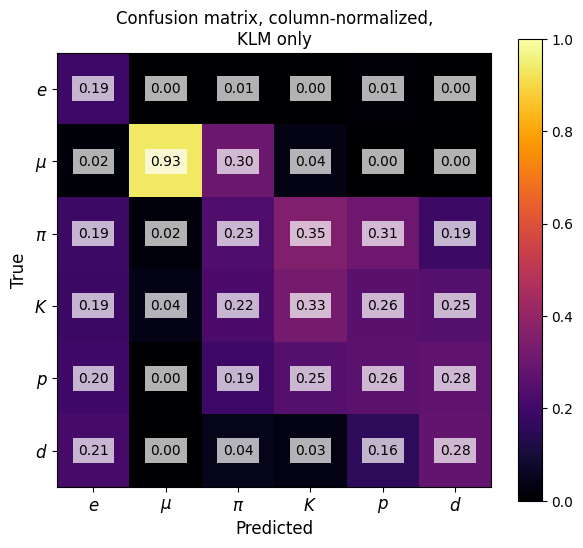 Confusion matrix, column-normalized,
KLM only
True
e 0.19 0.00 0.01 0.00 0.01 0.00
μ 0.02 0.93 0.30 0.04 0.00 0.00
π 0.19 0.02 0.23 0.35 0.31 0.19
K 0.19 0.04 0.22 0.33 0.26 0.25
p 0.20 0.00 0.19 0.25 0.26 0.28
d 0.21 0.00 0.04 0.03 0.16 0.28
e μ π K p d
Predicted
1.0
0.8
0.6
0.4
0.2
0.0